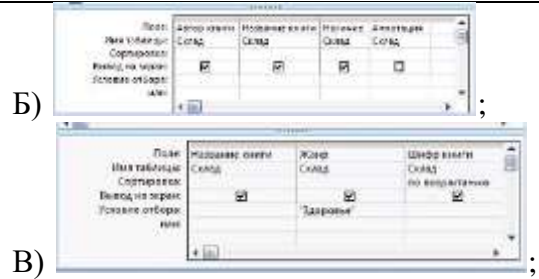 Поле: Автор книги Название книги Наличие Аннотация
Имя таблицы: Склад Склад Склад Склад
Сортировка:
Вывод на экран:
Условие отбора:
или:
Б) ;
Поле: Название книги Жанр Шифр книги
Имя таблицы: Склад Склад Склад
Сортировка: по возрастанию
Вывод на экран:
Условие отбора: "Здоровье"
или:
В) ;